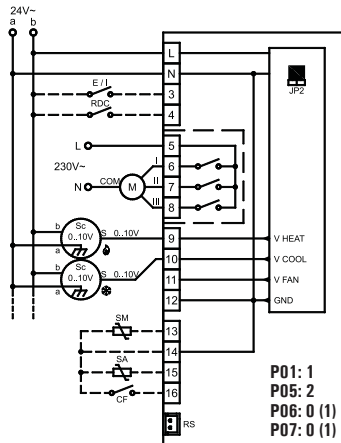 24V~
a b
L
N
E / I
3
RDC
4
JP2
L
5
I
6
230V~
COM
M
II
N
7
III
8
b
Sc
0..10V
a
S 0..10V
9
V HEAT
10
V COOL
b
Sc
0..10V
a
S 0..10V
11
V FAN
12
GND
SM
13
14
SA
15
CF
16
RS
P01: 1
P05: 2
P06: 0 (1)
P07: 0 (1)